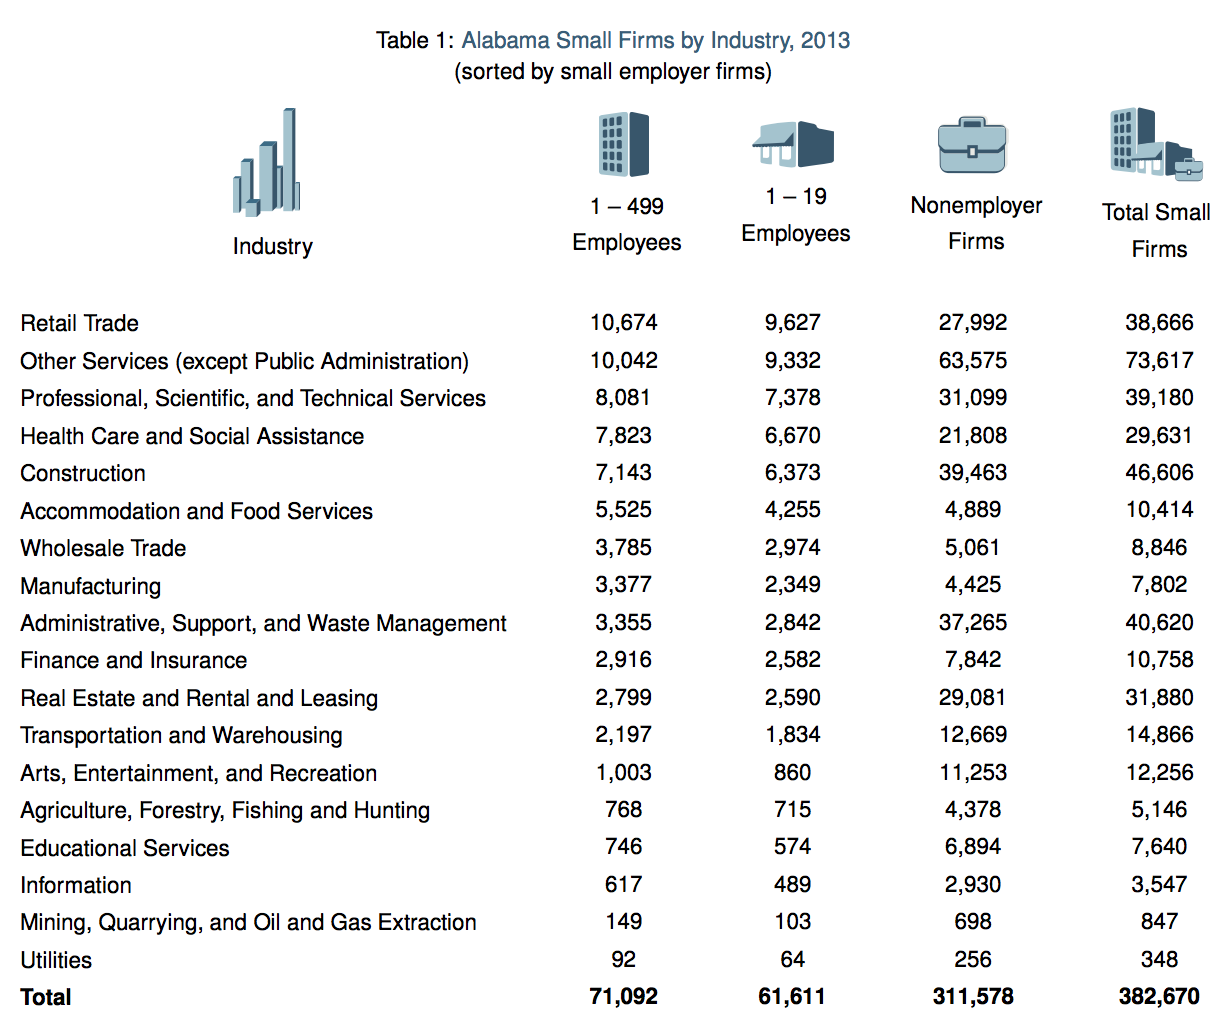 Table 1: Alabama Small Firms by Industry, 2013
(sorted by small employer firms)
Industry 1 – 499 Employees 1 – 19 Employees Nonemployer Firms Total Small Firms
Retail Trade 10,674 9,627 27,992 38,666
Other Services (except Public Administration) 10,042 9,332 63,575 73,617
Professional, Scientific, and Technical Services 8,081 7,378 31,099 39,180
Health Care and Social Assistance 7,823 6,670 21,808 29,631
Construction 7,143 6,373 39,463 46,606
Accommodation and Food Services 5,525 4,255 4,889 10,414
Wholesale Trade 3,785 2,974 5,061 8,846
Manufacturing 3,377 2,349 4,425 7,802
Administrative, Support, and Waste Management 3,355 2,842 37,265 40,620
Finance and Insurance 2,916 2,582 7,842 10,758
Real Estate and Rental and Leasing 2,799 2,590 29,081 31,880
Transportation and Warehousing 2,197 1,834 12,669 14,866
Arts, Entertainment, and Recreation 1,003 860 11,253 12,256
Agriculture, Forestry, Fishing and Hunting 768 715 4,378 5,146
Educational Services 746 574 6,894 7,640
Information 617 489 2,930 3,547
Mining, Quarrying, and Oil and Gas Extraction 149 103 698 847
Utilities 92 64 256 348
Total 71,092 61,611 311,578 382,670